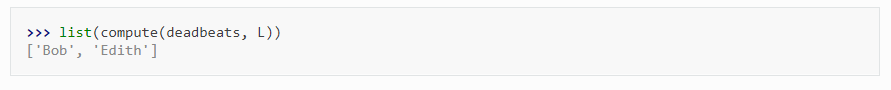 >>> list(compute(deadbeats, L))
['Bob', 'Edith']